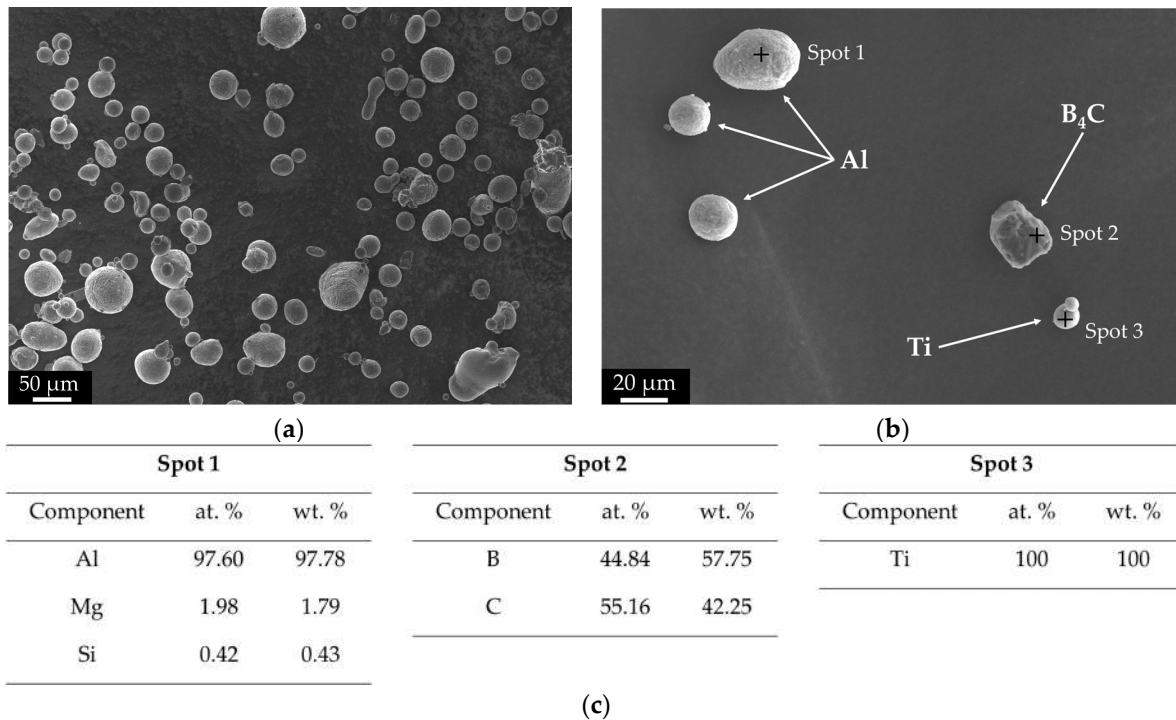 50 µm
(a)
Spot 1
Al
B₄C
Spot 2
Ti
Spot 3
20 µm
(b)
Spot 1
Component at. % wt. %
Al 97.60 97.78
Mg 1.98 1.79
Si 0.42 0.43
Spot 2
Component at. % wt. %
B 44.84 57.75
C 55.16 42.25
Spot 3
Component at. % wt. %
Ti 100 100
(c)